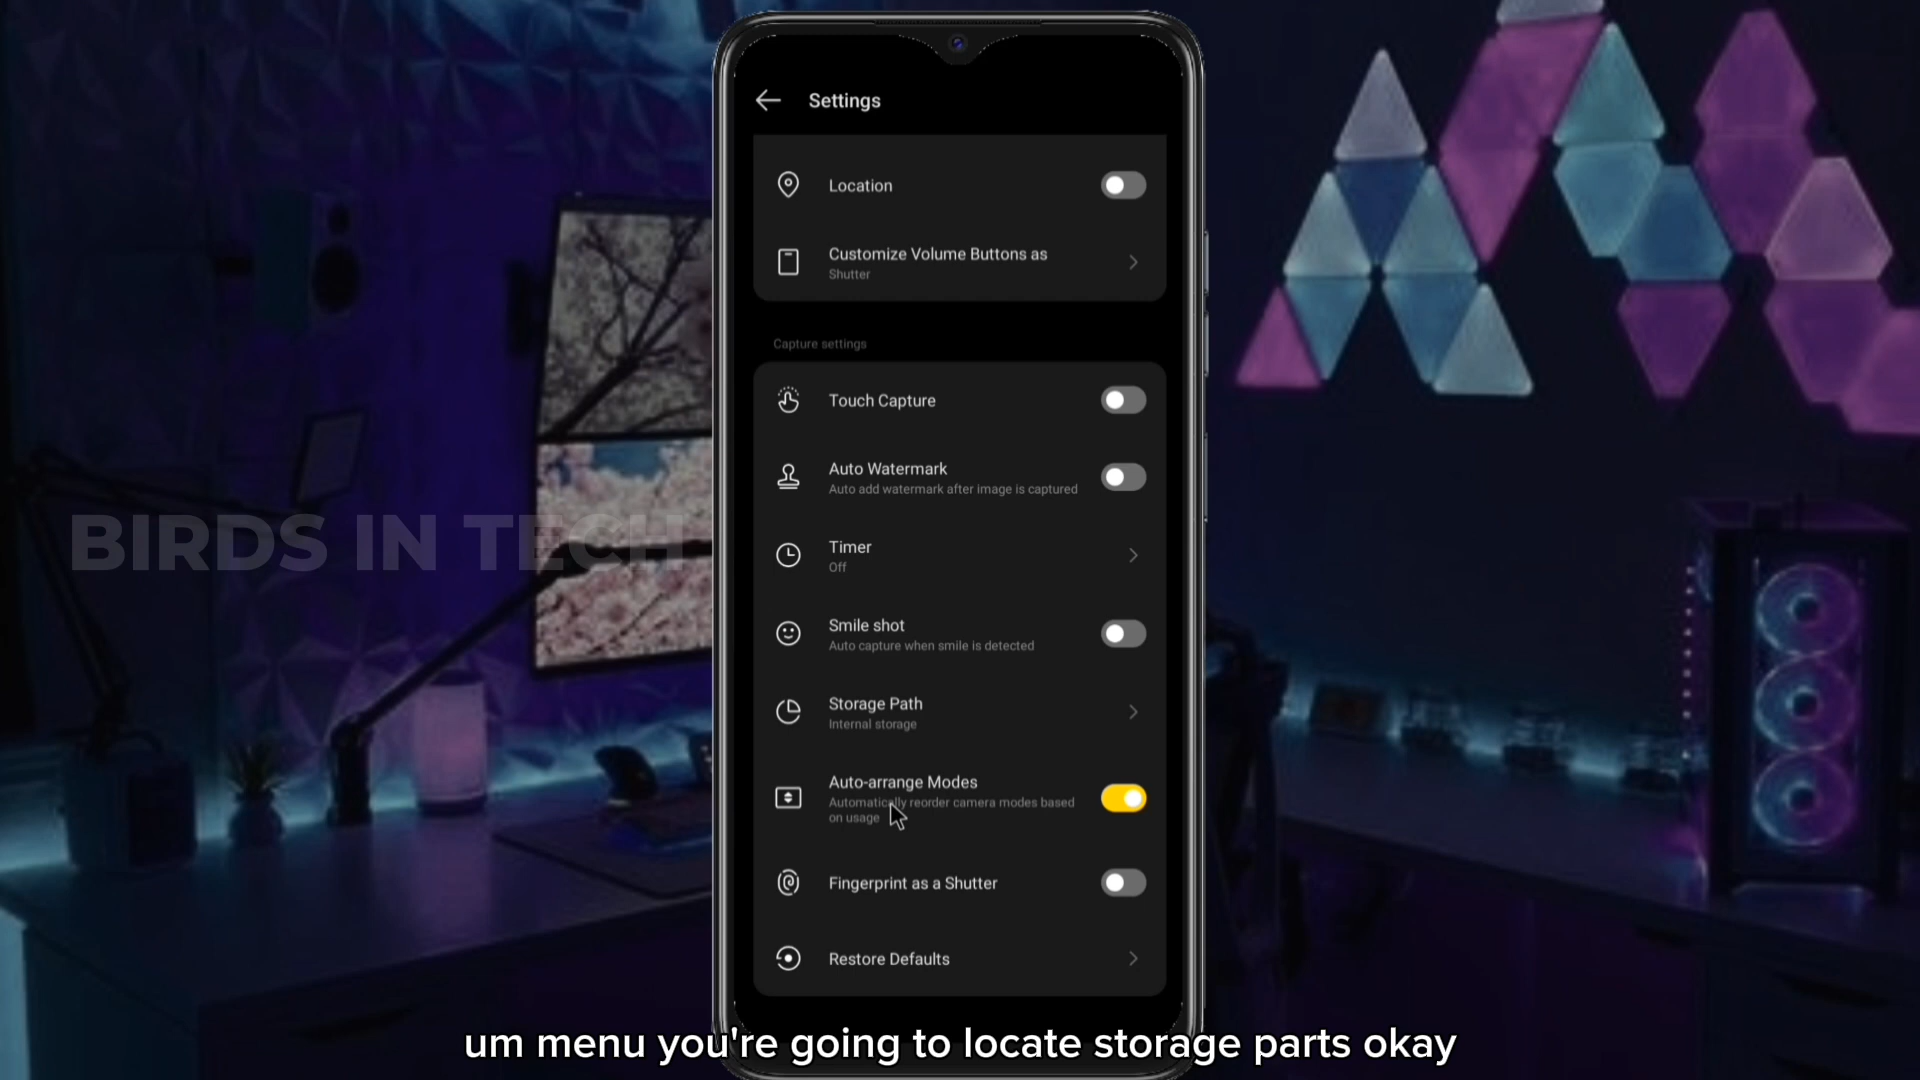 Settings
Location
Customize Volume Buttons as
Shutter
Capture settings
Touch Capture
Auto Watermark
Auto add watermark after image is captured
Timer
Off
Smile shot
Auto capture when smile is detected
Storage Path
Internal storage
Auto-arrange Modes
Automatically reorder camera modes based
on usage
Fingerprint as a Shutter
Restore Defaults
BIRDS IN TECH
um menu you're going to locate storage parts okay